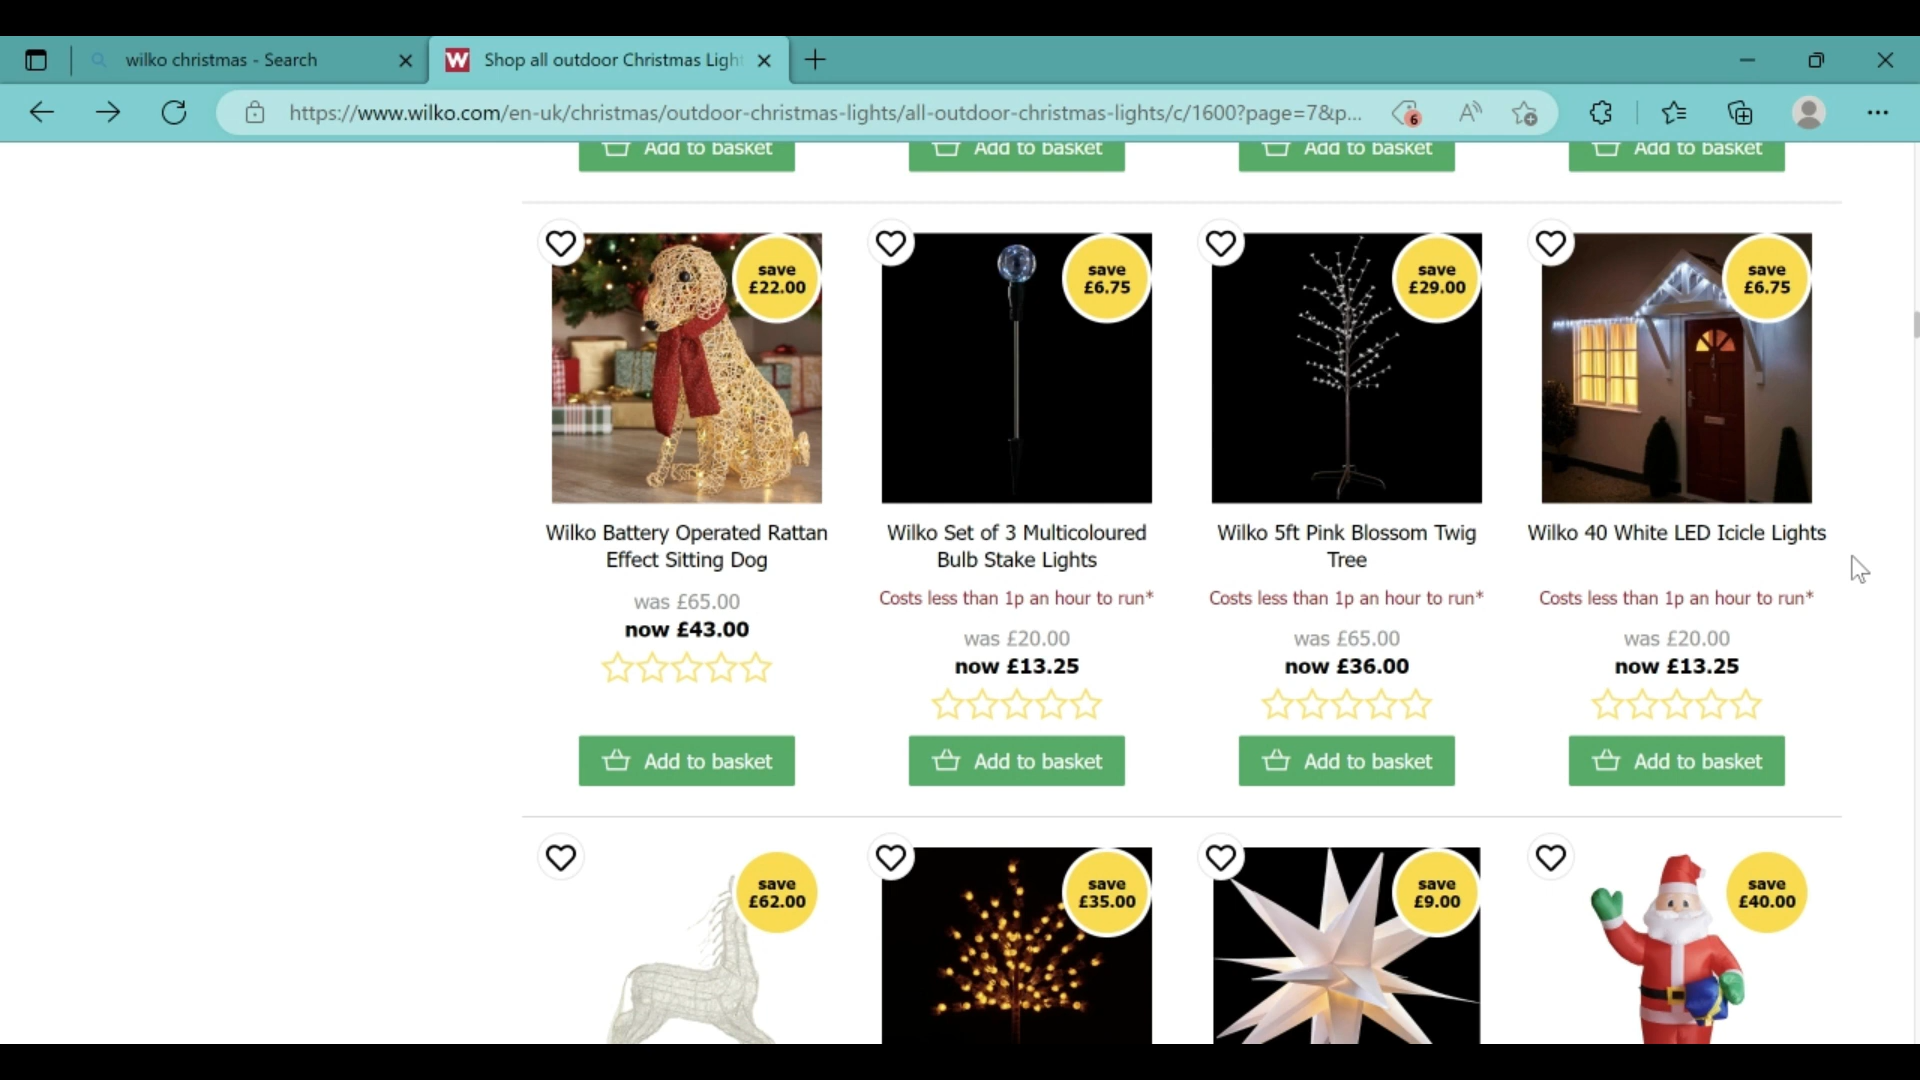 wilko christmas - Search
W Shop all outdoor Christmas Ligh
https://www.wilko.com/en-uk/christmas/outdoor-christmas-lights/all-outdoor-christmas-lights/c/1600?page=7&p...
6
Add to basket
Add to basket
Add to basket
Add to basket
save
£22.00
save
£6.75
save
£29.00
save
£6.75
Wilko Battery Operated Rattan
Effect Sitting Dog
was £65.00
now £43.00
Wilko Set of 3 Multicoloured
Bulb Stake Lights
Costs less than 1p an hour to run*
was £20.00
now £13.25
Wilko 5ft Pink Blossom Twig
Tree
Costs less than 1p an hour to run*
was £65.00
now £36.00
Wilko 40 White LED Icicle Lights
Costs less than 1p an hour to run*
was £20.00
now £13.25
Add to basket
Add to basket
Add to basket
Add to basket
save
£62.00
save
£35.00
save
£9.00
save
£40.00